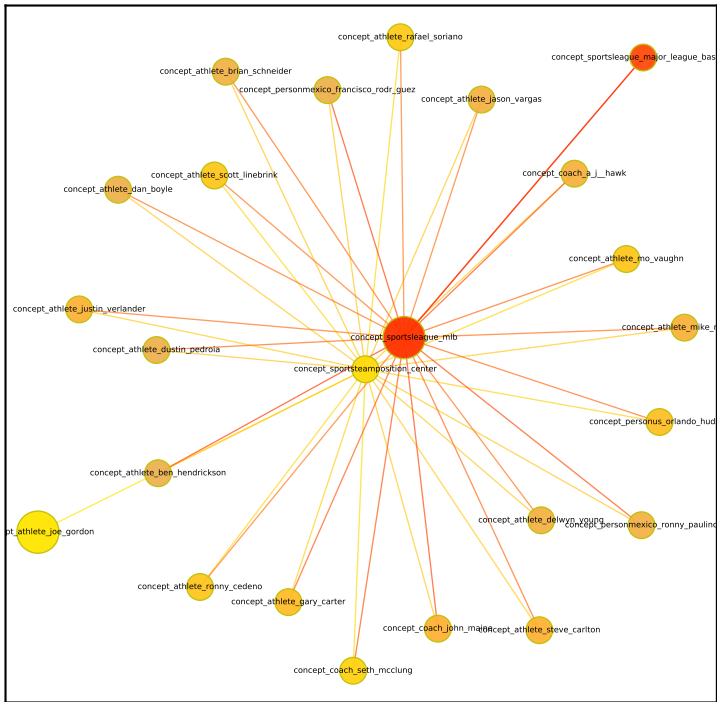 concept_athlete_rafael_soriano
concept_sportsleague_major_league_bas
concept_athlete_brian_schneider
concept_personmexico_francisco_rodr_guez
concept_athlete_jason_vargas
concept_athlete_scott_linebrink
concept_coach_a_j__hawk
concept_athlete_dan_boyle
concept_athlete_mo_vaughn
concept_athlete_justin_verlander
concept_athlete_mike_r
concept_sportsleague_mlb
concept_athlete_dustin_pedroia
concept_sportsteamposition_center
concept_personus_orlando_hud
concept_athlete_ben_hendrickson
concept_athlete_delwyn_young
concept_personmexico_ronny_paulino
pt_athlete_joe_gordon
concept_athlete_ronny_cedeno
concept_athlete_gary_carter
concept_coach_john_maine
concept_athlete_steve_carlton
concept_coach_seth_mcclung